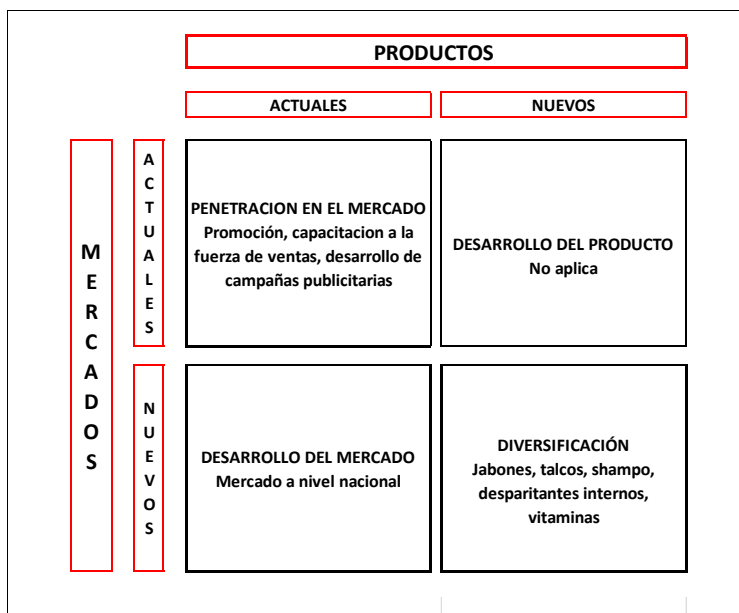 PRODUCTOS
ACTUALES
NUEVOS
MERCADOS
ACTUALES
PENETRACION EN EL MERCADO
Promoción, capacitacion a la
fuerza de ventas, desarrollo de
campañas publicitarias
DESARROLLO DEL PRODUCTO
No aplica
NUEVOS
DESARROLLO DEL MERCADO
Mercado a nivel nacional
DIVERSIFICACIÓN
Jabones, talcos, shampo,
desparitantes internos,
vitaminas